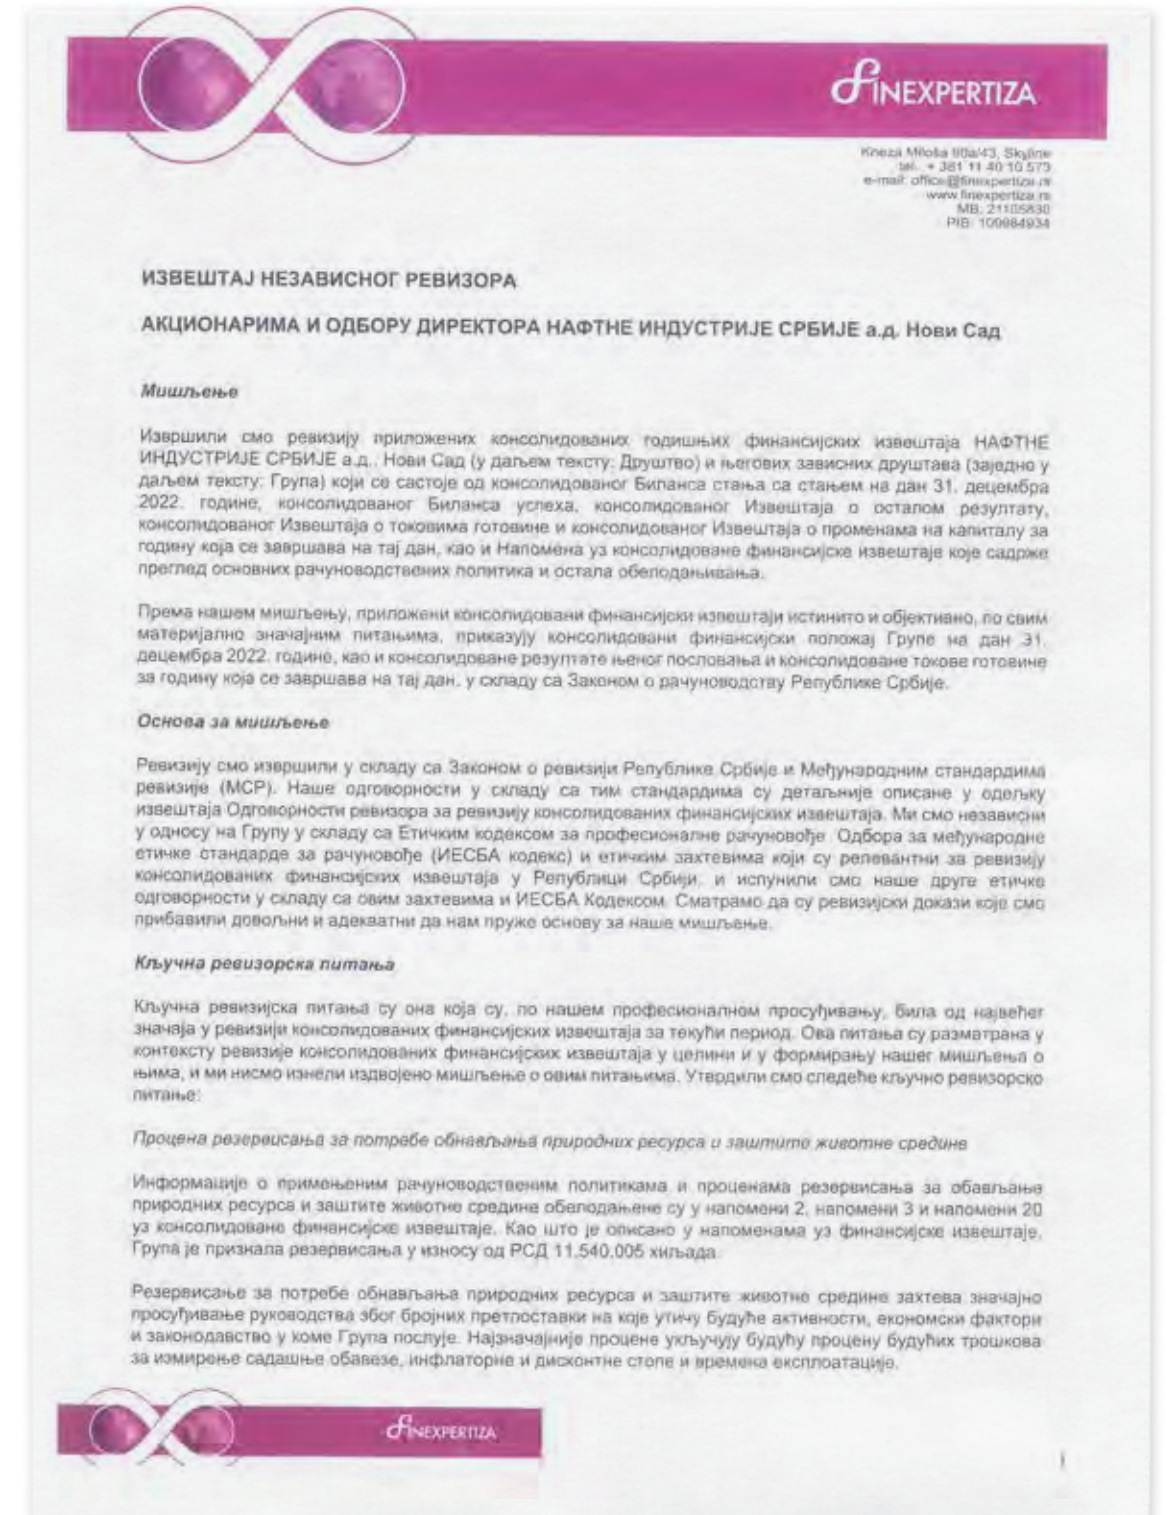 FINEXPERTIZA
Kneza Miloša 90a/43, Skyline
tel. + 381 11 40 10 573
e-mail: office@finexpertiza.rs
www.finexpertiza.rs
MB: 21105830
PIB: 109984934
ИЗВЕШТАЈ НЕЗАВИСНОГ РЕВИЗОРА
АКЦИОНАРИМА И ОДБОРУ ДИРЕКТОРА НАФТНЕ ИНДУСТРИЈЕ СРБИЈЕ а.д. Нови Сад
Мишљење
Извршили смо ревизију приложених консолидованих годишњих финансијских извештаја НАФТНЕ
ИНДУСТРИЈЕ СРБИЈЕ а.д., Нови Сад (у даљем тексту: Друштво) и његових зависних друштава (заједно у
даљем тексту: Група) који се састоје од консолидованог Биланса стања са стањем на дан 31. децембра
2022. године, консолидованог Биланса успеха, консолидованог Извештаја о осталом резултату,
консолидованог Извештаја о токовима готовине и консолидованог Извештаја о променама на капиталу за
годину која се завршава на тај дан, као и Напомена уз консолидоване финансијске извештаје које садрже
преглед основних рачуноводствених политика и остала обелодањивања.
Према нашем мишљењу, приложени консолидовани финансијски извештаји истинито и објективно, по свим
материјално значајним питањима, приказују консолидовани финансијски положај Групе на дан 31.
децембра 2022. године, као и консолидоване резултате њеног пословања и консолидоване токове готовине
за годину која се завршава на тај дан, у складу са Законом о рачуноводству Републике Србије.
Основа за мишљење
Ревизију смо извршили у складу са Законом о ревизији Републике Србије и Међународним стандардима
ревизије (МСР). Наше одговорности у складу са тим стандардима су детаљније описане у одељку
извештаја Одговорности ревизора за ревизију консолидованих финансијских извештаја. Ми смо независни
у односу на Групу у складу са Етичким кодексом за професионалне рачуновође Одбора за међународне
етичке стандарде за рачуновође (ИЕСБА кодекс) и етичким захтевима који су релевантни за ревизију
консолидованих финансијских извештаја у Републици Србији, и испунили смо наше друге етичке
одговорности у складу са овим захтевима и ИЕСБА Кодексом. Сматрамо да су ревизијски докази које смо
прибавили довољни и адекватни да нам пруже основу за наше мишљење.
Кључна ревизорска питања
Кључна ревизијска питања су она која су, по нашем професионалном просуђивању, била од највећег
значаја у ревизији консолидованих финансијских извештаја за текући период. Ова питања су разматрана у
контексту ревизије консолидованих финансијских извештаја у целини и у формирању нашег мишљења о
њима, и ми нисмо изнели издвојено мишљење о овим питањима. Утврдили смо следеће кључно ревизорско
питање:
Процена резервисања за потребе обнављања природних ресурса и заштите животне средине
Информације о примењеним рачуноводственим политикама и проценама резервисања за обављање
природних ресурса и заштите животне средине обелодањене су у напомени 2, напомени 3 и напомени 20
уз консолидоване финансијске извештаје. Као што је описано у напоменама уз финансијске извештаје,
Група је признала резервисања у износу од РСД 11.540.005 хиљада.
Резервисање за потребе обнављања природних ресурса и заштите животне средине захтева значајно
просуђивање руководства због бројних претпоставки на које утичу будуће активности, економски фактори
и законодавство у коме Група послује. Најзначајније процене укључују будућу процену будућих трошкова
за измирење садашње обавезе, инфлаторне и дисконтне стопе и времена експлоатације.
FINEXPERTIZA
1